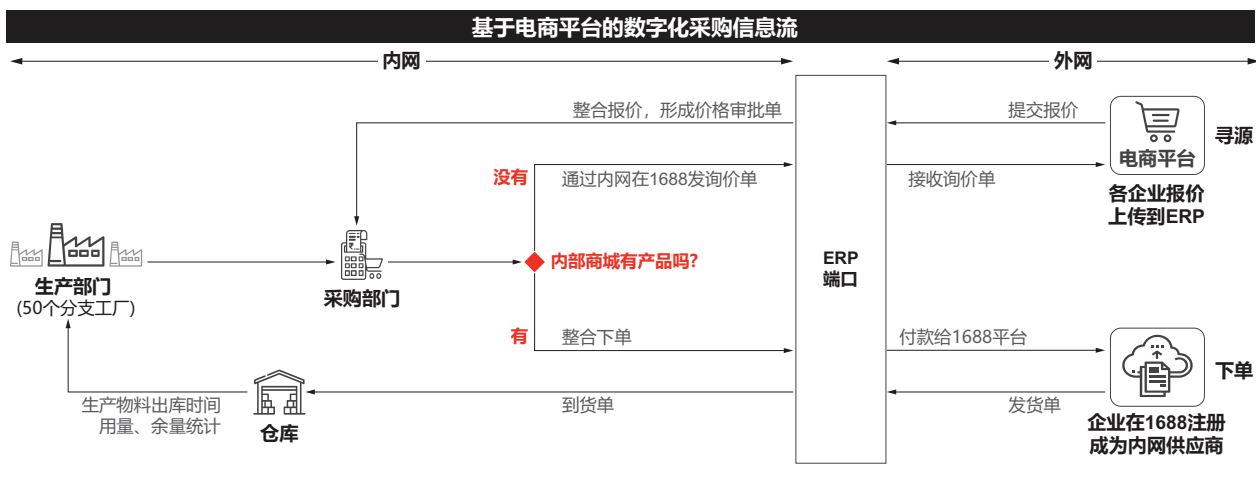 基于电商平台的数字化采购信息流
内网
外网
整合报价，形成价格审批单
提交报价
电商平台
寻源
没有
通过内网在1688发询价单
接收询价单
各企业报价
上传到ERP
内部商城有产品吗？
ERP
端口
生产部门
(50个分支工厂)
采购部门
有
整合下单
付款给1688平台
下单
到货单
发货单
生产物料出库时间
用量、余量统计
仓库
企业在1688注册
成为内网供应商